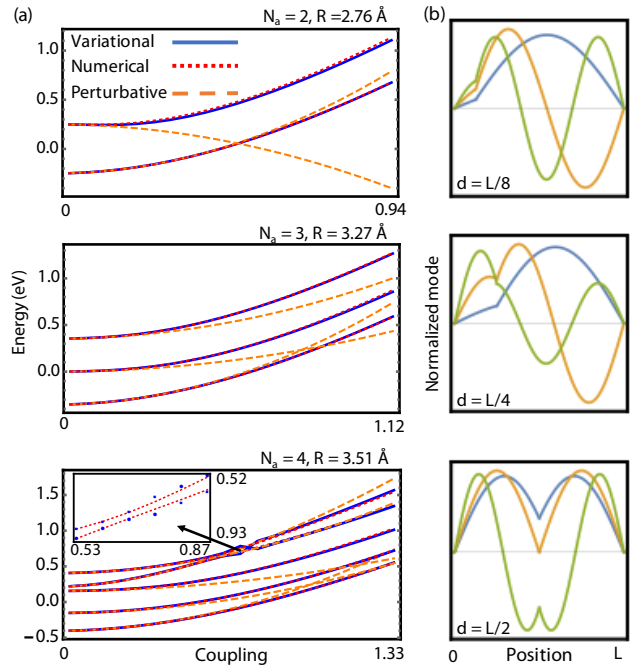 (a)
N_a = 2, R =2.76 Å
Variational
Numerical
Perturbative
1.0
0.5
0.0
0
0.94
N_a = 3, R = 3.27 Å
1.0
0.5
0.0
Energy (eV)
0
1.12
N_a = 4, R = 3.51 Å
1.5
1.0
0.5
0.0
−0.5
0.52
0.93
0.53
0.87
0
Coupling
1.33
(b)
d = L/8
Normalized mode
d = L/4
d = L/2
0
Position
L